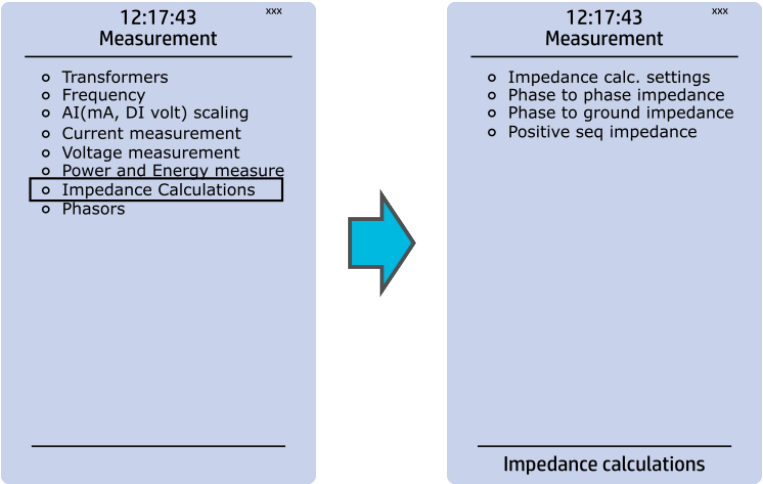 12:17:43
xxx
Measurement
Transformers
Frequency
AI(mA, DI volt) scaling
Current measurement
Voltage measurement
Power and Energy measure
Impedance Calculations
Phasors
12:17:43
xxx
Measurement
Impedance calc. settings
Phase to phase impedance
Phase to ground impedance
Positive seq impedance
Impedance calculations